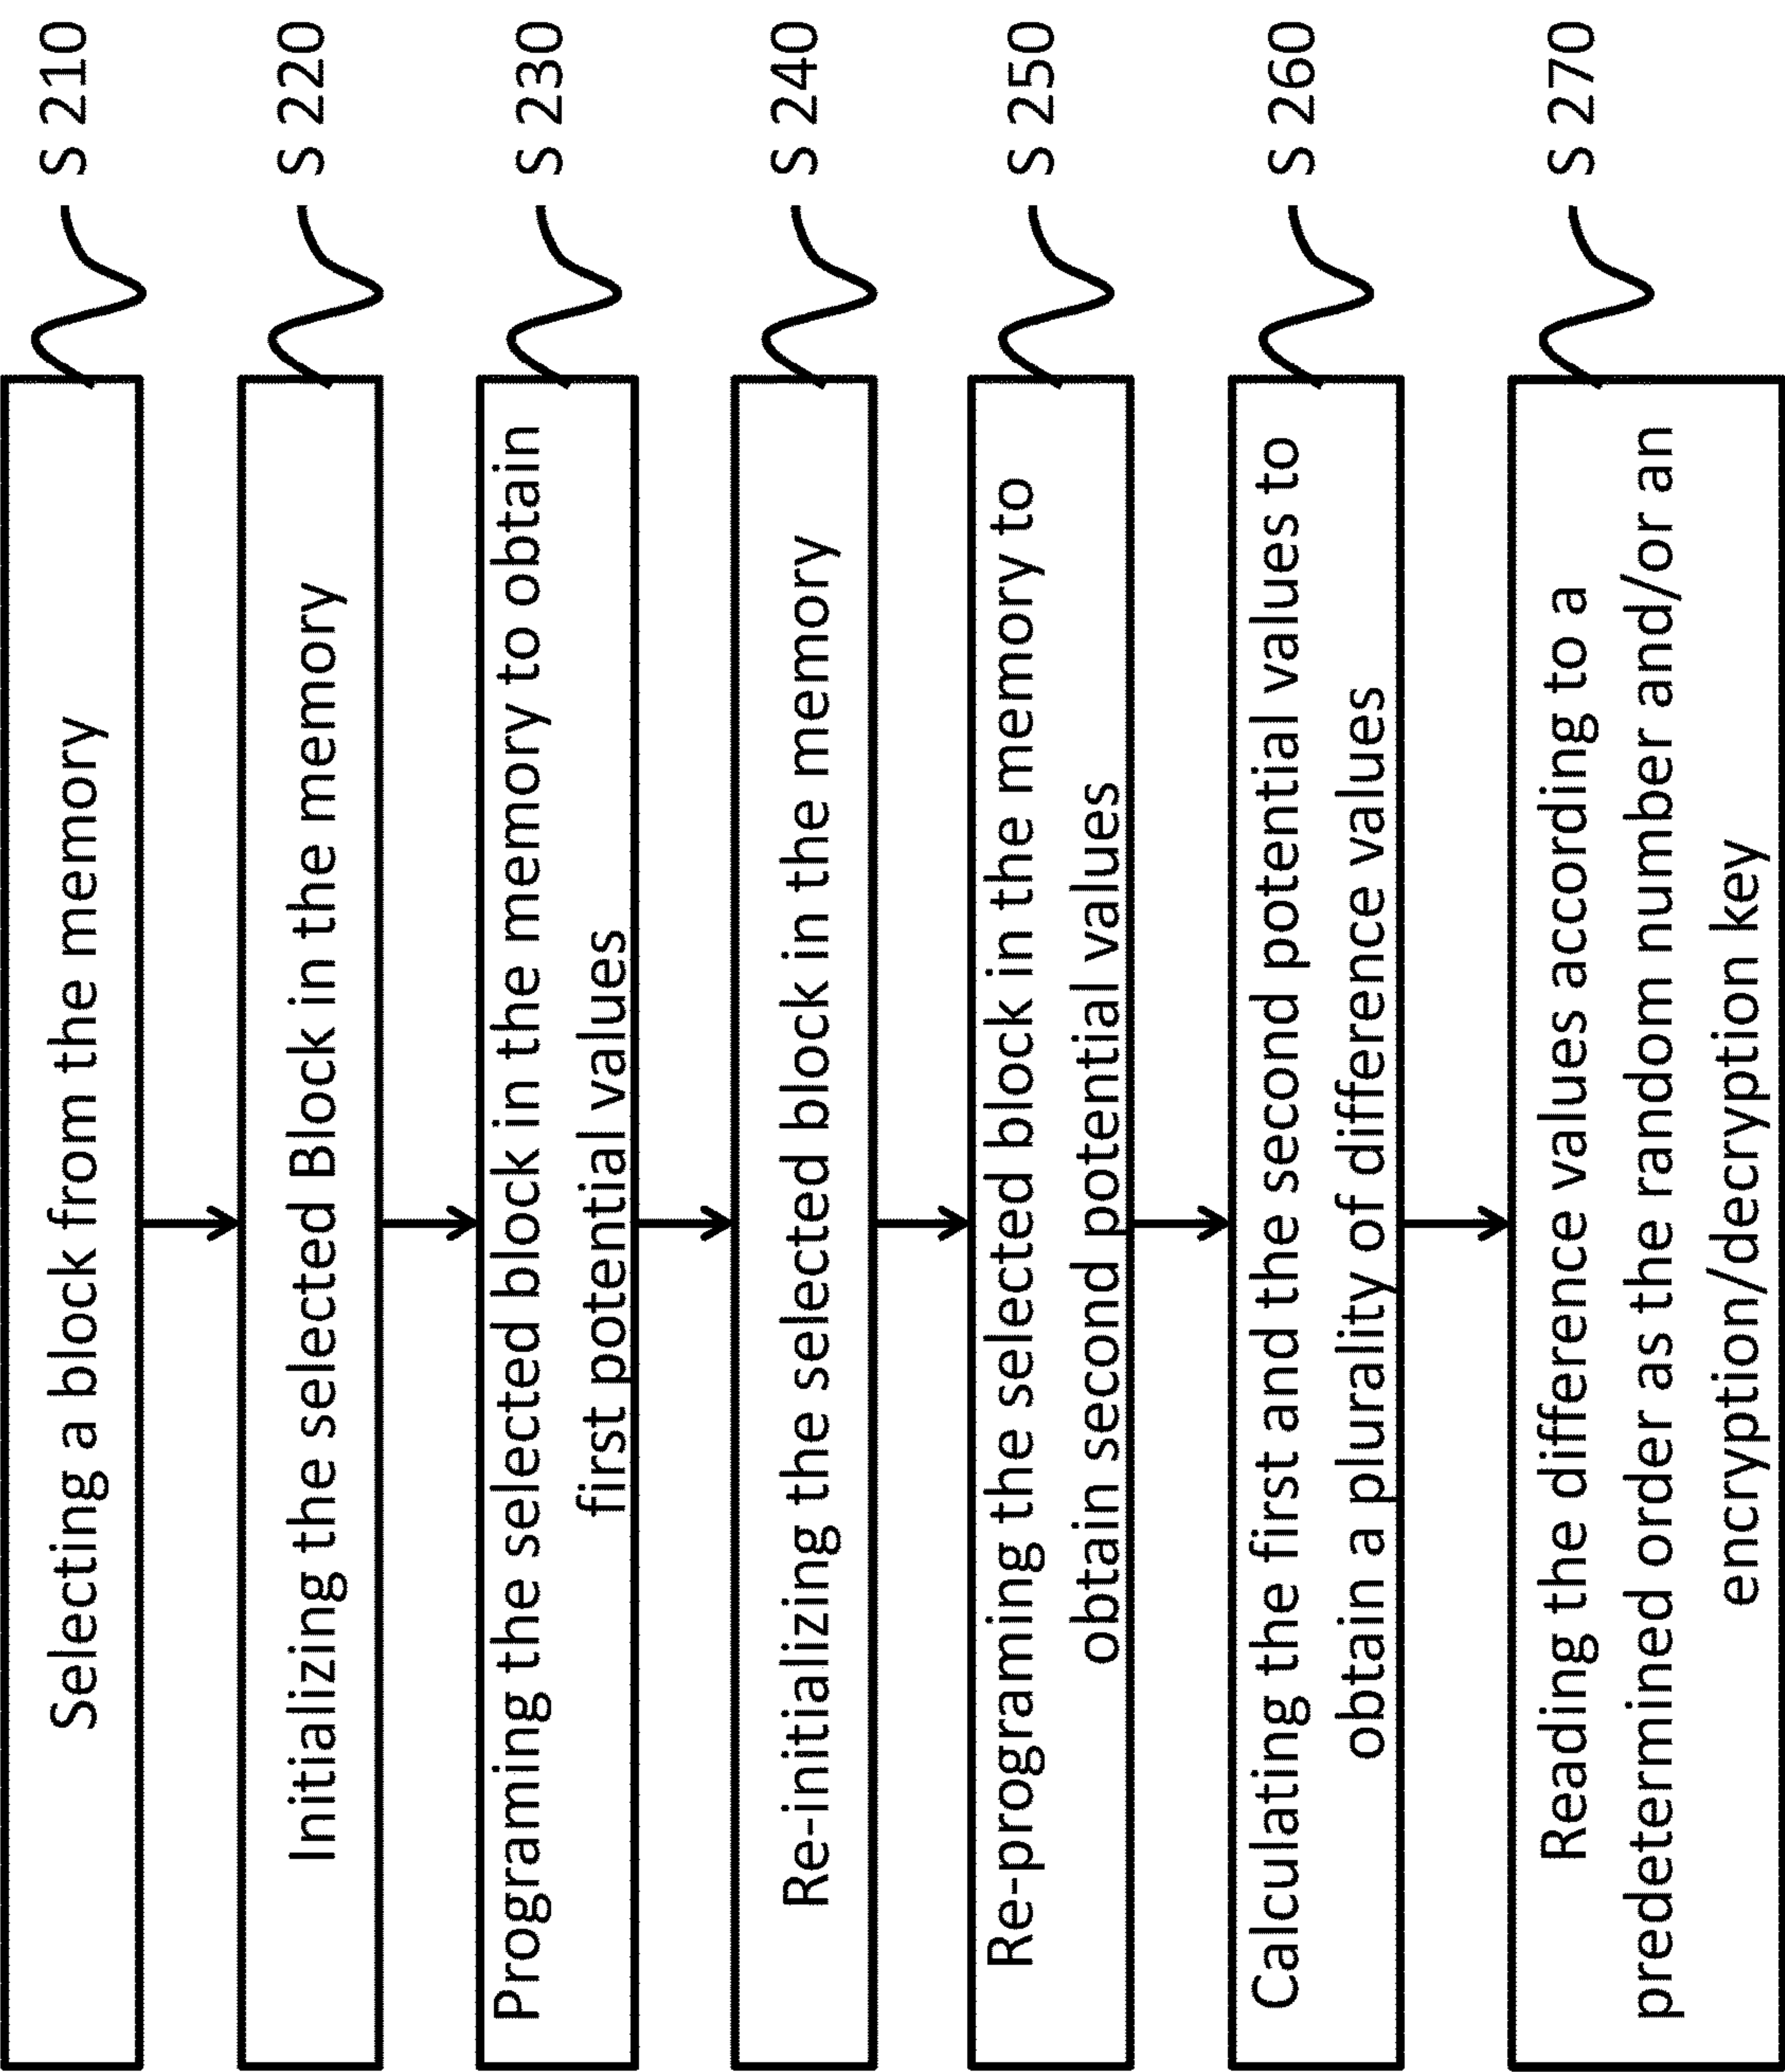 Selecting a block from the memory
S 210
Initializing the selected Block in the memory
S 220
Programing the selected block in the memory to obtain
first potential values
S 230
Re-initializing the selected block in the memory
S 240
Re-programing the selected block in the memory to
obtain second potential values
S 250
Calculating the first and the second potential values to
obtain a plurality of difference values
S 260
Reading the difference values according to a
predetermined order as the random number and/or an
encryption/decryption key
S 270